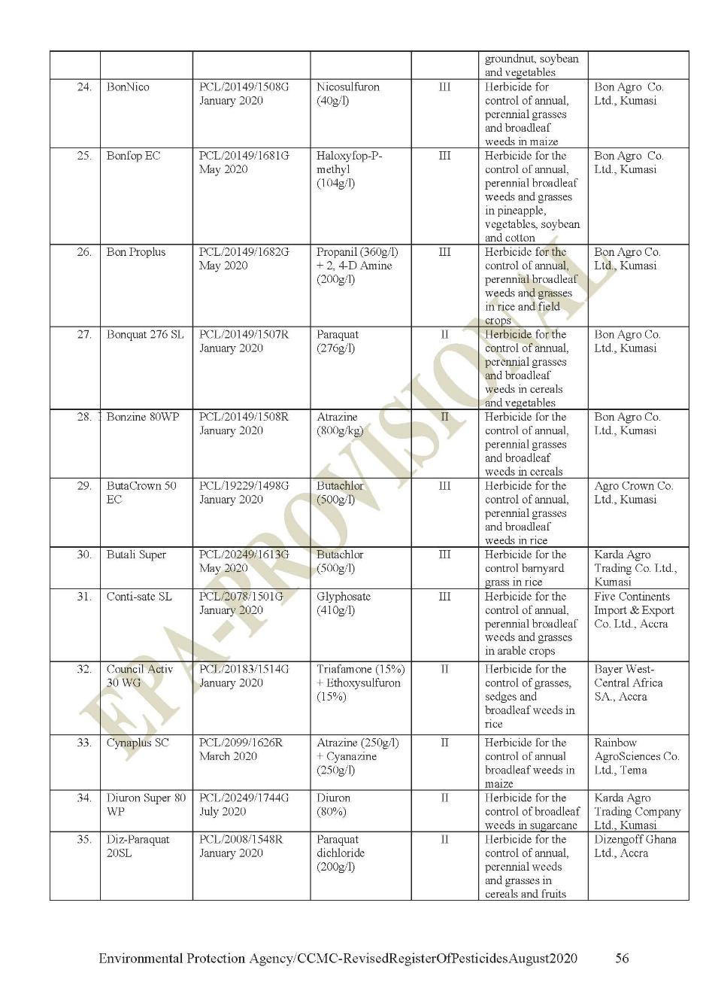 groundnut, soybean
and vegetables
24. BonNico PCL/20149/1508G Nicosulfuron III Herbicide for Bon Agro Co.
January 2020 (40g/l) control of annual, Ltd., Kumasi
perennial grasses
and broadleaf
weeds in maize
25. Bonfop EC PCL/20149/1681G Haloxyfop-P- III Herbicide for the Bon Agro Co.
May 2020 methyl control of annual, Ltd., Kumasi
(104g/l) perennial broadleaf
weeds and grasses
in pineapple,
vegetables, soybean
and cotton
26. Bon Proplus PCL/20149/1682G Propanil (360g/l) III Herbicide for the Bon Agro Co.
May 2020 + 2, 4-D Amine control of annual, Ltd., Kumasi
(200g/l) perennial broadleaf
weeds and grasses
in rice and field
crops
27. Bonquat 276 SL PCL/20149/1507R Paraquat II Herbicide for the Bon Agro Co.
January 2020 (276g/l) control of annual, Ltd., Kumasi
perennial grasses
and broadleaf
weeds in cereals
and vegetables
28. Bonzine 80WP PCL/20149/1508R Atrazine II Herbicide for the Bon Agro Co.
January 2020 (800g/kg) control of annual, Ltd., Kumasi
perennial grasses
and broadleaf
weeds in cereals
29. ButaCrown 50 PCL/19229/1498G Butachlor III Herbicide for the Agro Crown Co.
EC January 2020 (500g/l) control of annual, Ltd., Kumasi
perennial grasses
and broadleaf
weeds in rice
30. Butali Super PCL/20249/1613G Butachlor III Herbicide for the Karda Agro
May 2020 (500g/l) control barnyard Trading Co. Ltd.,
grass in rice Kumasi
31. Conti-sate SL PCL/2078/1501G Glyphosate III Herbicide for the Five Continents
January 2020 (410g/l) control of annual, Import & Export
perennial broadleaf Co. Ltd., Accra
weeds and grasses
in arable crops
32. Council Activ PCL/20183/1514G Triafamone (15%) II Herbicide for the Bayer West-
30 WG January 2020 + Ethoxysulfuron control of grasses, Central Africa
(15%) sedges and SA., Accra
broadleaf weeds in
rice
33. Cynaplus SC PCL/2099/1626R Atrazine (250g/l) II Herbicide for the Rainbow
March 2020 + Cyanazine control of annual AgroSciences Co.
(250g/l) broadleaf weeds in Ltd., Tema
maize
34. Diuron Super 80 PCL/20249/1744G Diuron II Herbicide for the Karda Agro
WP July 2020 (80%) control of broadleaf Trading Company
weeds in sugarcane Ltd., Kumasi
35. Diz-Paraquat PCL/2008/1548R Paraquat II Herbicide for the Dizengoff Ghana
20SL January 2020 dichloride control of annual, Ltd., Accra
(200g/l) perennial weeds
and grasses in
cereals and fruits
EPA-PROVISIONAL
Environmental Protection Agency/CCMC-RevisedRegisterOfPesticidesAugust2020 56